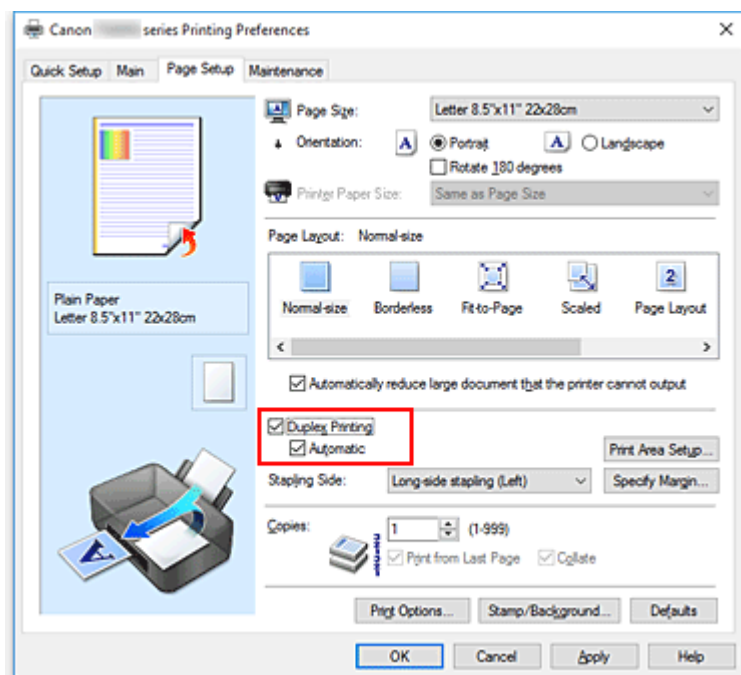 Canon series Printing Preferences
Quick Setup Main Page Setup Maintenance
Page Size: Letter 8.5"x11" 22x28cm
Orientation: A Portrait A Landscape
Rotate 180 degrees
Printer Paper Size: Same as Page Size
Page Layout: Normal-size
2
Normal-size Borderless Fit-to-Page Scaled Page Layout
Plain Paper
Letter 8.5"x11" 22x28cm
Automatically reduce large document that the printer cannot output
Duplex Printing
Automatic
Print Area Setup...
Stapling Side: Long-side stapling (Left) Specify Margin...
Copies: 1 (1-999)
Print from Last Page Collate
A
Print Options... Stamp/Background... Defaults
OK Cancel Apply Help